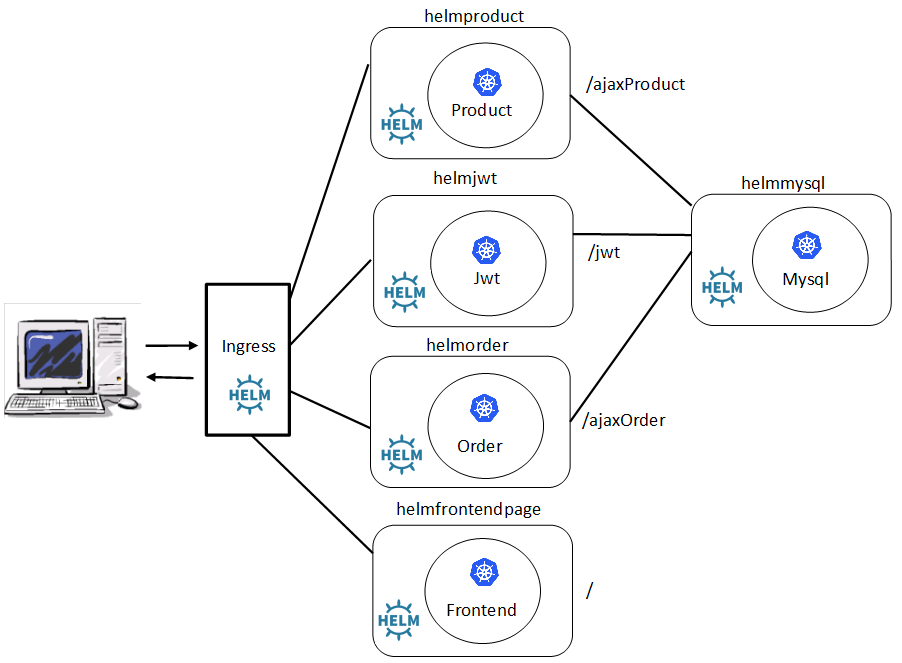 helmproduct
Product
HELM
/ajaxProduct
helmjwt
Jwt
HELM
/jwt
helmmysql
Mysql
HELM
Ingress
HELM
helmorder
Order
HELM
/ajaxOrder
helmfrontendpage
Frontend
HELM
/